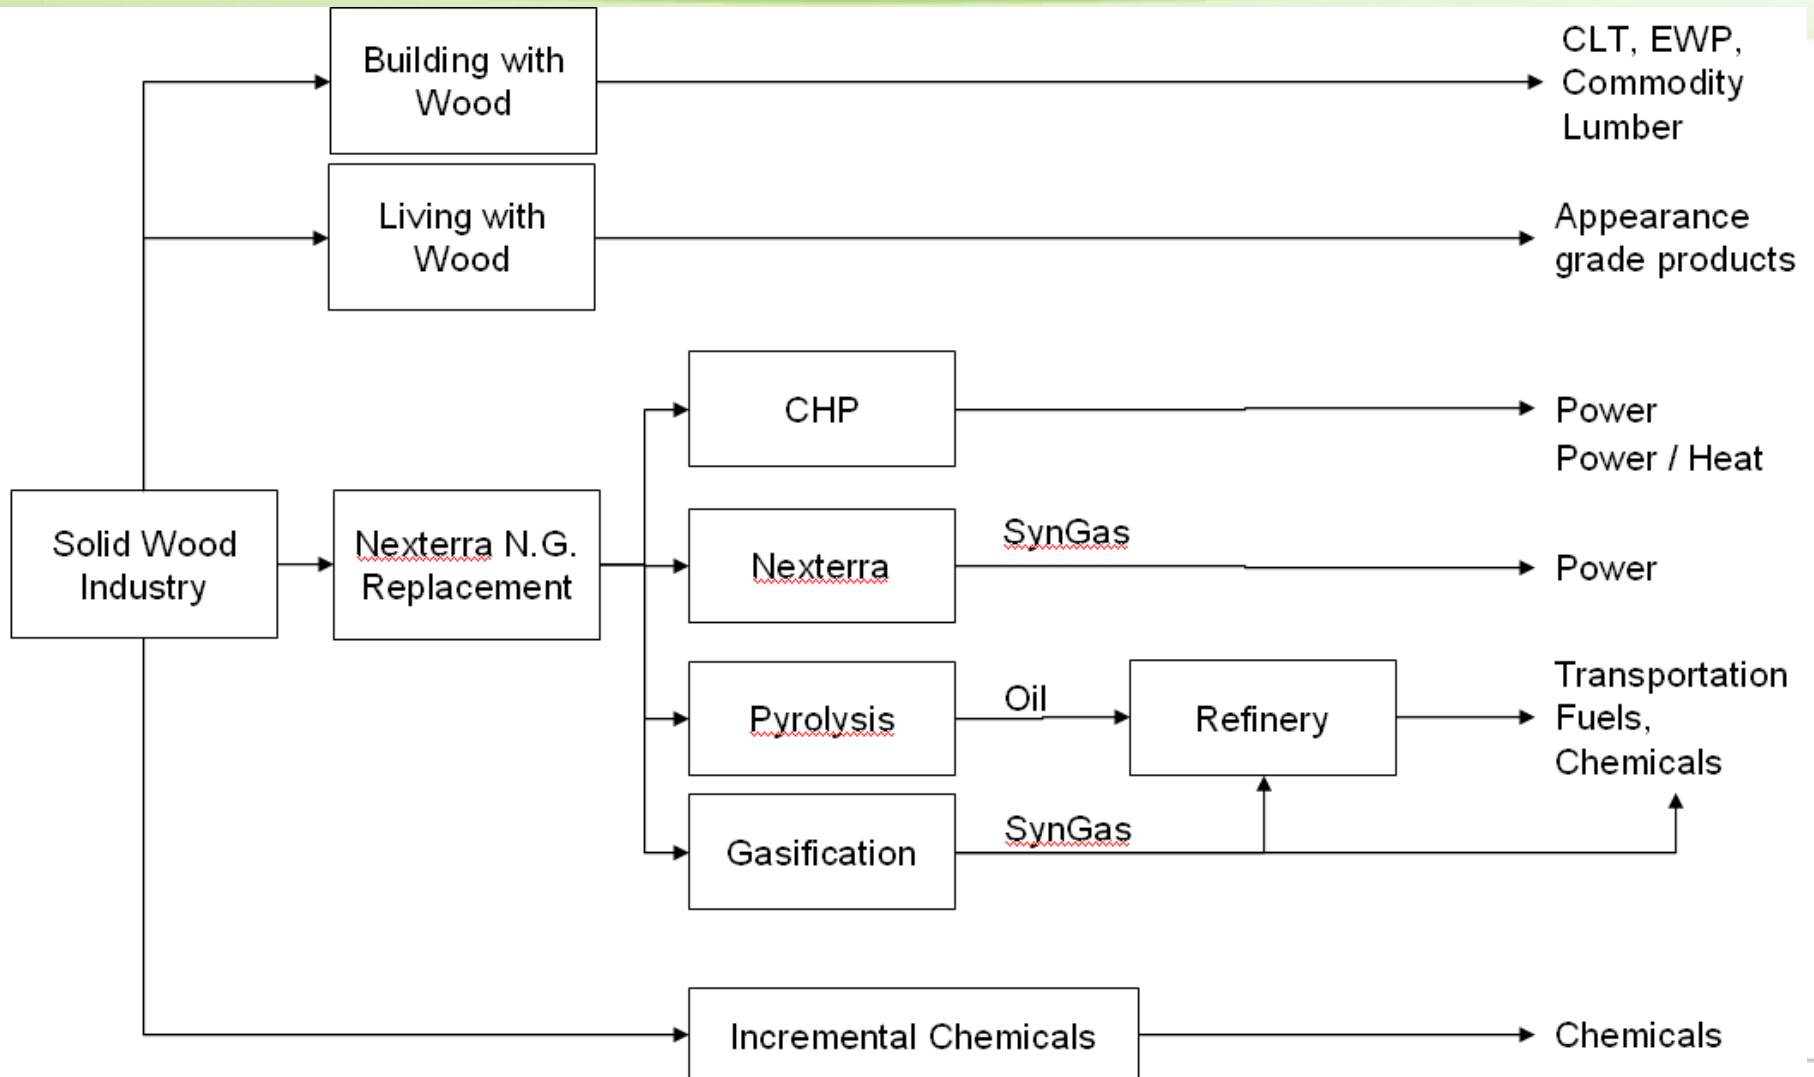 Building with
Wood
CLT, EWP,
Commodity
Lumber
Living with
Wood
Appearance
grade products
CHP
Power
Power / Heat
Solid Wood
Industry
Nexterra N.G.
Replacement
Nexterra
SynGas
Power
Pyrolysis
Oil
Refinery
Transportation
Fuels,
Chemicals
Gasification
SynGas
Incremental Chemicals
Chemicals